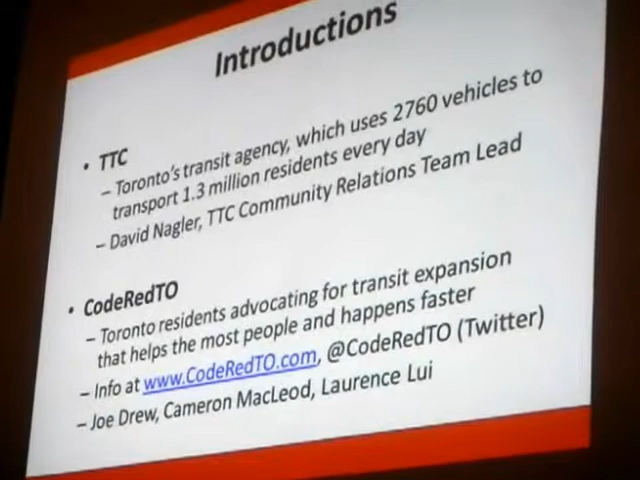 Introductions
• TTC
– Toronto's transit agency, which uses 2760 vehicles to
transport 1.3 million residents every day
– David Nagler, TTC Community Relations Team Lead
• CodeRedTO
– Toronto residents advocating for transit expansion
that helps the most people and happens faster
– Info at www.CodeRedTO.com, @CodeRedTO (Twitter)
– Joe Drew, Cameron MacLeod, Laurence Lui